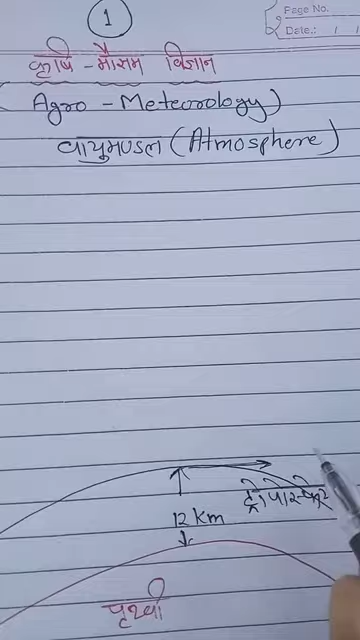 1
Page No.
Date: / /
कृषि - मौसम विज्ञान
(Agro - Meteorology)
वायुमण्डल (Atmosphere)
ट्रोपोस्फेयर
12 Km
पृथ्वी